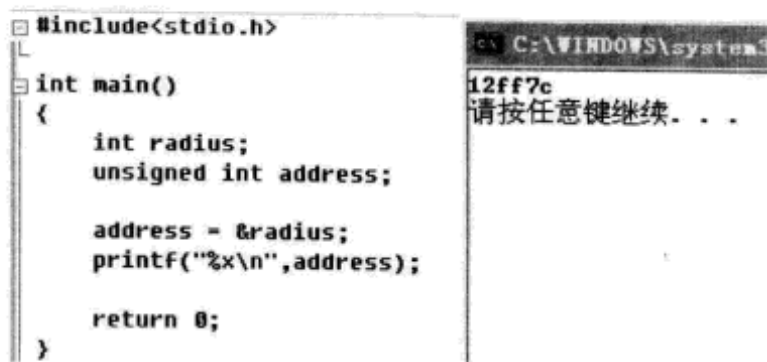 #include<stdio.h>
int main()
{
int radius;
unsigned int address;
address = &radius;
printf("%x\n",address);
return 0;
}
C:\WINDOWS\system3
12ff7c
请按任意键继续. . .